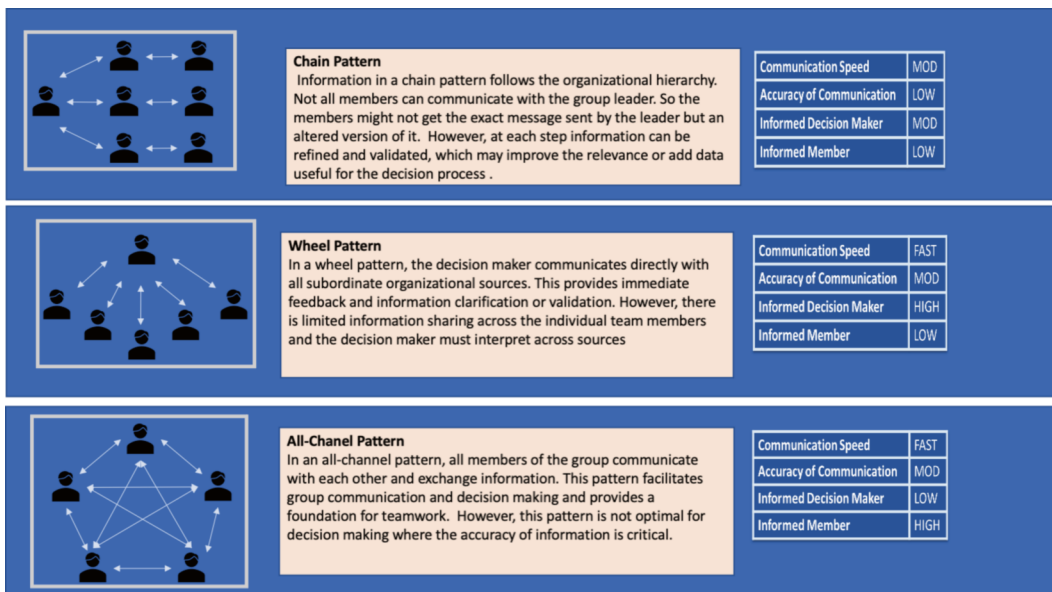 Chain Pattern
Information in a chain pattern follows the organizational hierarchy.
Not all members can communicate with the group leader. So the
members might not get the exact message sent by the leader but an
altered version of it.  However, at each step information can be
refined and validated, which may improve the relevance or add data
useful for the decision process .
Communication Speed MOD
Accuracy of Communication LOW
Informed Decision Maker MOD
Informed Member LOW
Wheel Pattern
In a wheel pattern, the decision maker communicates directly with
all subordinate organizational sources. This provides immediate
feedback and information clarification or validation. However, there
is limited information sharing across the individual team members
and the decision maker must interpret across sources
Communication Speed FAST
Accuracy of Communication MOD
Informed Decision Maker HIGH
Informed Member LOW
All-Chanel Pattern
In an all-channel pattern, all members of the group communicate
with each other and exchange information. This pattern facilitates
group communication and decision making and provides a
foundation for teamwork.  However, this pattern is not optimal for
decision making where the accuracy of information is critical.
Communication Speed FAST
Accuracy of Communication MOD
Informed Decision Maker LOW
Informed Member HIGH